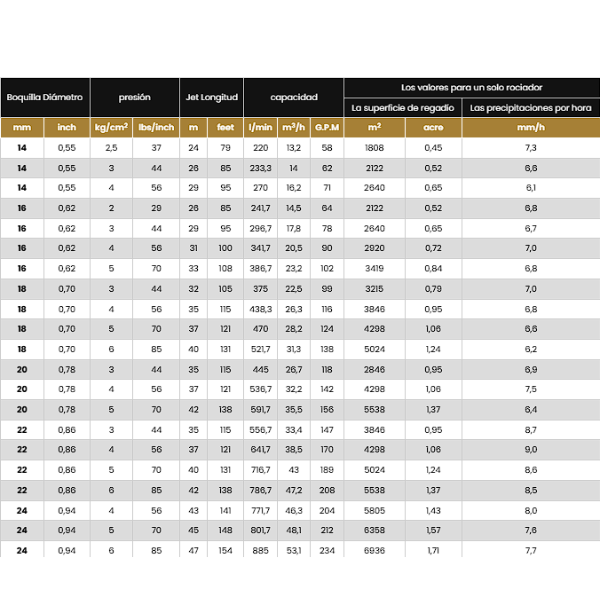 Boquilla Diámetro presión Jet Longitud capacidad Los valores para un solo rociador
La superficie de regadío Las precipitaciones por hora
mm inch kg/cm² lbs/inch m feet l/min m³/h G.P.M m² acre mm/h
14 0,55 2,5 37 24 79 220 13,2 58 1808 0,45 7,3
14 0,55 3 44 26 85 233,3 14 62 2122 0,52 6,6
14 0,55 4 56 29 95 270 16,2 71 2640 0,65 6,1
16 0,62 2 29 26 85 241,7 14,5 64 2122 0,52 6,8
16 0,62 3 44 29 95 296,7 17,8 78 2640 0,65 6,7
16 0,62 4 56 31 100 341,7 20,5 90 2920 0,72 7,0
16 0,62 5 70 33 108 386,7 23,2 102 3419 0,84 6,8
18 0,70 3 44 32 105 375 22,5 99 3215 0,79 7,0
18 0,70 4 56 35 115 438,3 26,3 116 3846 0,95 6,8
18 0,70 5 70 37 121 470 28,2 124 4298 1,06 6,6
18 0,70 6 85 40 131 521,7 31,3 138 5024 1,24 6,2
20 0,78 3 44 35 115 445 26,7 118 2846 0,95 6,9
20 0,78 4 56 37 121 536,7 32,2 142 4298 1,06 7,5
20 0,78 5 70 42 138 591,7 35,5 156 5538 1,37 6,4
22 0,86 3 44 35 115 556,7 33,4 147 3846 0,95 8,7
22 0,86 4 56 37 121 641,7 38,5 170 4298 1,06 9,0
22 0,86 5 70 40 131 716,7 43 189 5024 1,24 8,6
22 0,86 6 85 42 138 786,7 47,2 208 5538 1,37 8,5
24 0,94 4 56 43 141 771,7 46,3 204 5805 1,43 8,0
24 0,94 5 70 45 148 801,7 48,1 212 6358 1,57 7,6
24 0,94 6 85 47 154 885 53,1 234 6936 1,71 7,7